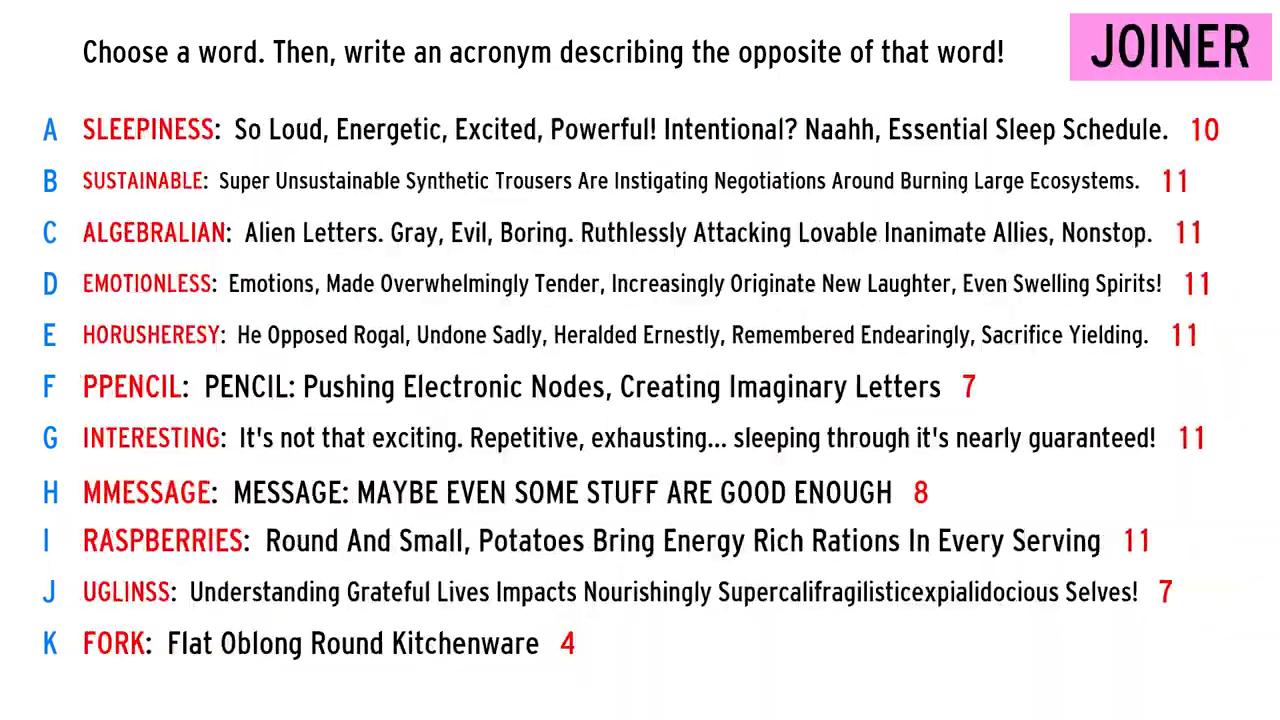 Choose a word. Then, write an acronym describing the opposite of that word!
JOINER
A SLEEPINESS: So Loud, Energetic, Excited, Powerful! Intentional? Naahh, Essential Sleep Schedule. 10
B SUSTAINABLE: Super Unsustainable Synthetic Trousers Are Instigating Negotiations Around Burning Large Ecosystems. 11
C ALGEBRALIAN: Alien Letters. Gray, Evil, Boring. Ruthlessly Attacking Lovable Inanimate Allies, Nonstop. 11
D EMOTIONLESS: Emotions, Made Overwhelmingly Tender, Increasingly Originate New Laughter, Even Swelling Spirits! 11
E HORUSHERESY: He Opposed Rogal, Undone Sadly, Heralded Ernestly, Remembered Endearingly, Sacrifice Yielding. 11
F PPENCIL: PENCIL: Pushing Electronic Nodes, Creating Imaginary Letters 7
G INTERESTING: It's not that exciting. Repetitive, exhausting... sleeping through it's nearly guaranteed! 11
H MMESSAGE: MESSAGE: MAYBE EVEN SOME STUFF ARE GOOD ENOUGH 8
I RASPBERRIES: Round And Small, Potatoes Bring Energy Rich Rations In Every Serving 11
J UGLINSS: Understanding Grateful Lives Impacts Nourishingly Supercalifragilisticexpialidocious Selves! 7
K FORK: Flat Oblong Round Kitchenware 4